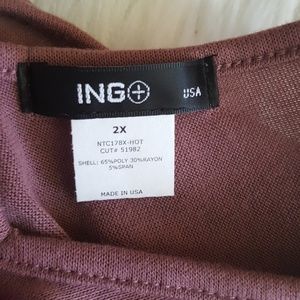 ING+ USA
2X
NTC178X-HOT
CUT# 51982
SHELL: 65%POLY 30%RAYON
5%SPAN
MADE IN USA